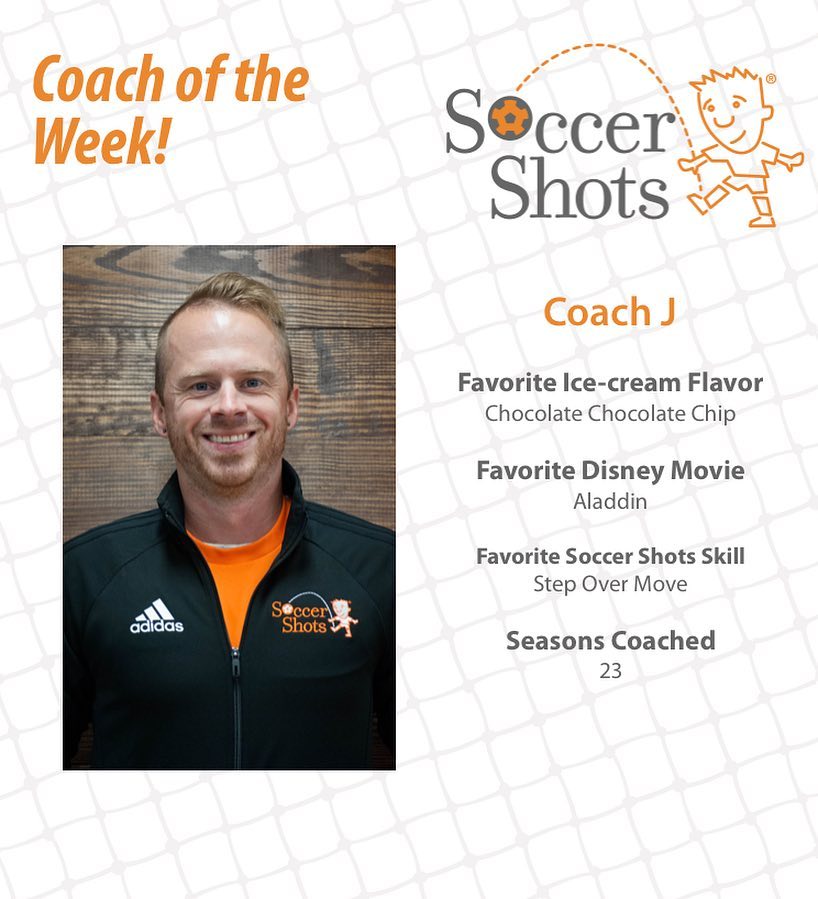 Coach of the
Week!
Soccer
Shots
®
Coach J
Favorite Ice-cream Flavor
Chocolate Chocolate Chip
Favorite Disney Movie
Aladdin
Favorite Soccer Shots Skill
Step Over Move
Seasons Coached
23
adidas
Soccer
Shots